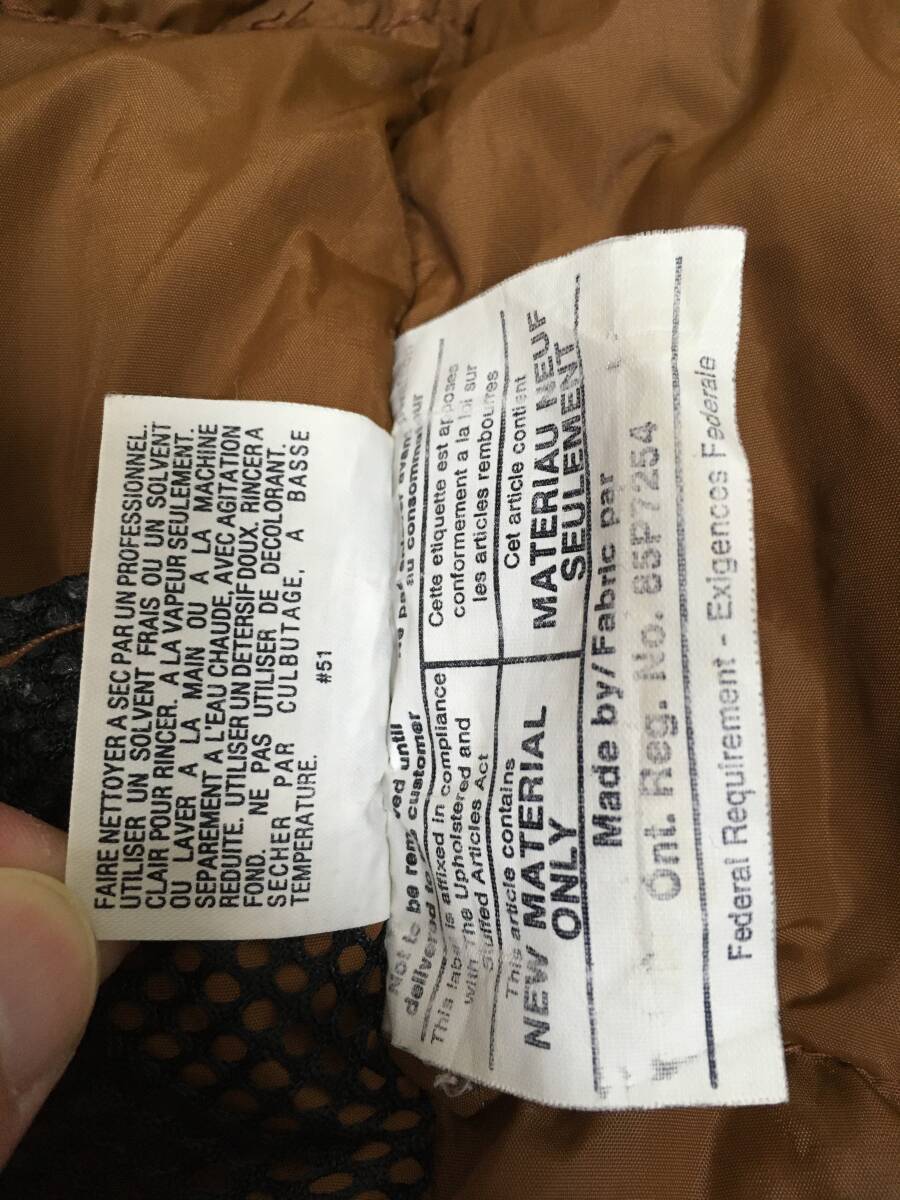 FAIRE NETTOYER A SEC PAR UN PROFESSIONNEL.
UTILISER UN SOLVENT FRAIS OU UN SOLVENT
CLAIR POUR RINCER. A LA VAPEUR SEULEMENT.
OU LAVER A LA MAIN OU A LA MACHINE
SEPAREMENT A L'EAU CHAUDE, AVEC AGITATION
REDUITE. UTILISER UN DETERSIF DOUX. RINCER A
FOND. NE PAS UTILISER DE DECOLORANT.
SECHER PAR CULBUTAGE, A BASSE
TEMPERATURE.
#51
Not to be removed until
delivered to customer
This label is affixed in compliance
with The Upholstered and
Stuffed Articles Act
This article contains
NEW MATERIAL
ONLY
avant
au consommateur
Cette etiquette est apposee
conformement a la loi sur
les articles rembourres
Cet article contient
MATERIAU NEUF
SEULEMENT
Made by/Fabric par
Ont. Reg. No. 85P7254
Federal Requirement - Exigences Federale